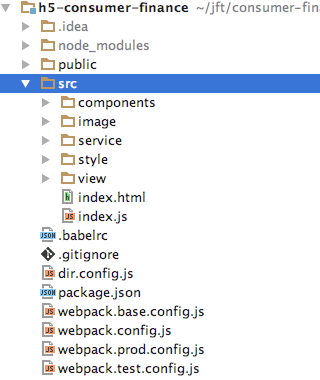 h5-consumer-finance ~/jft/consumer-fina
.idea
node_modules
public
src
components
image
service
style
view
index.html
index.js
.babelrc
.gitignore
dir.config.js
package.json
webpack.base.config.js
webpack.config.js
webpack.prod.config.js
webpack.test.config.js